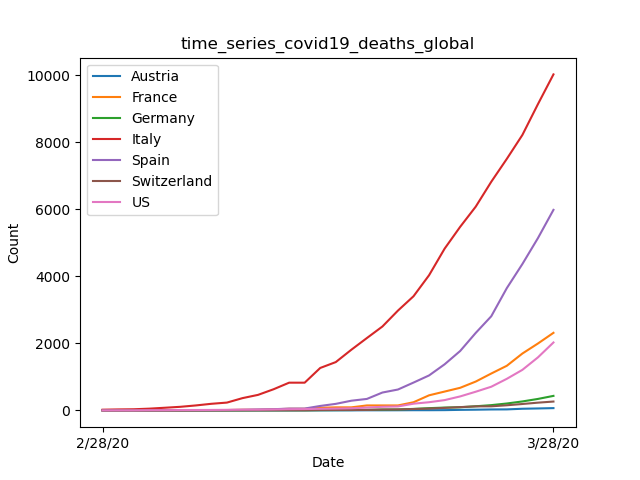 time_series_covid19_deaths_global
10000
8000
6000
4000
2000
0
Count
Austria
France
Germany
Italy
Spain
Switzerland
US
2/28/20
3/28/20
Date